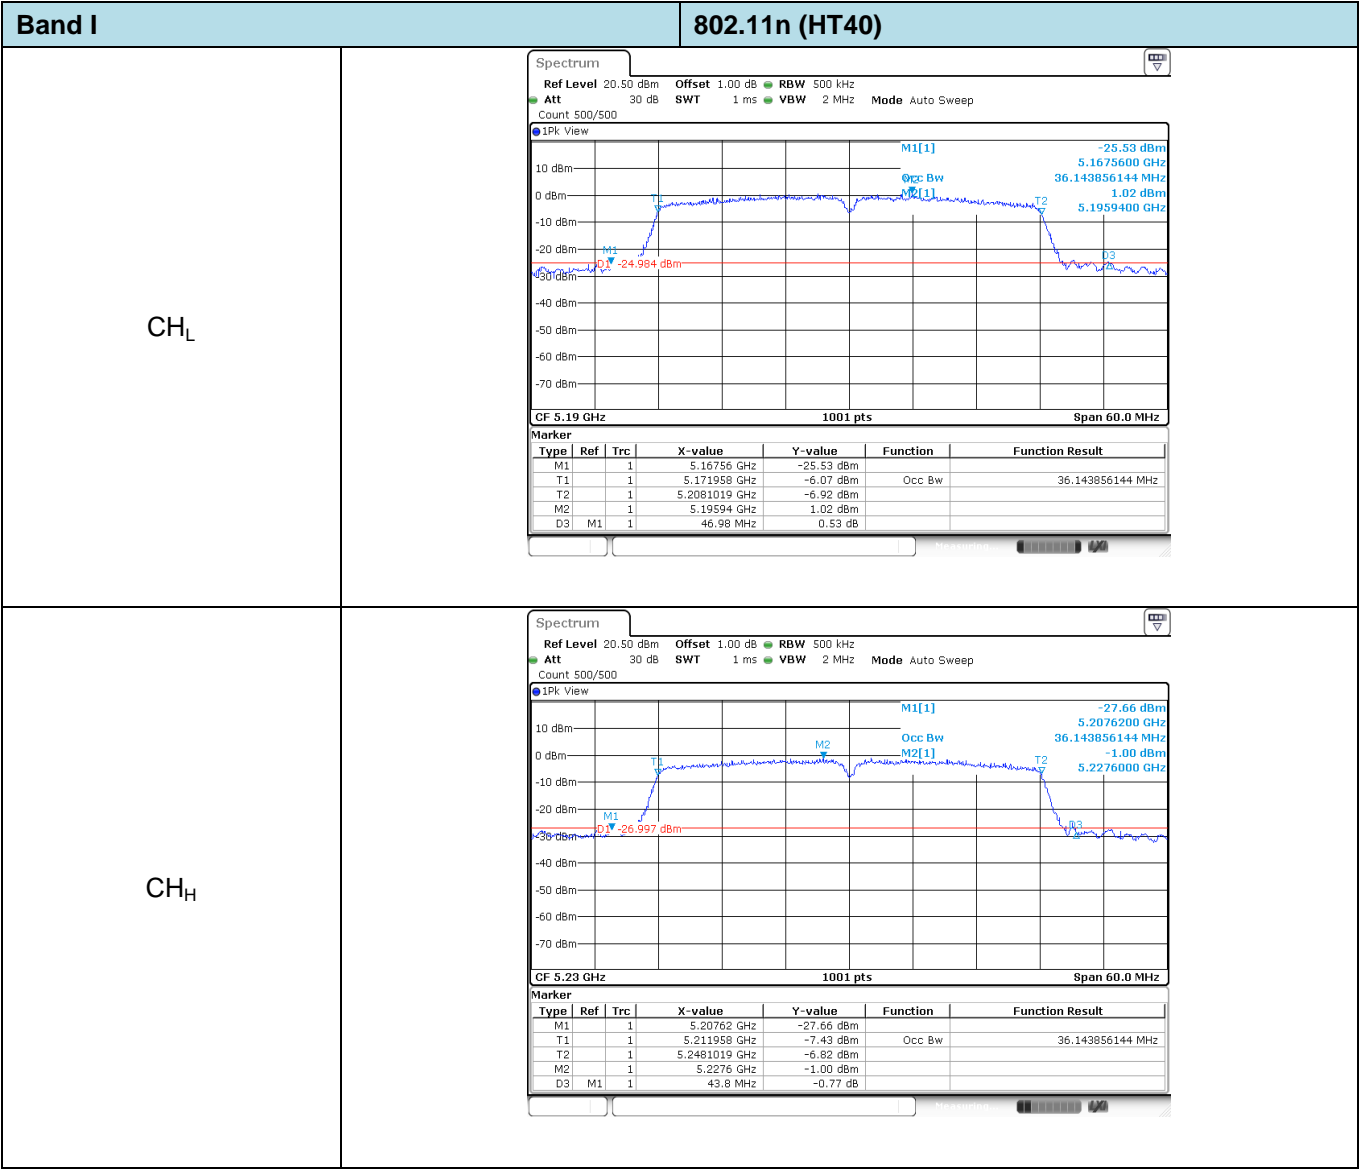 Band I 802.11n (HT40)
CHL
Spectrum
Ref Level 20.50 dBm Offset 1.00 dB RBW 500 kHz
Att 30 dB SWT 1 ms VBW 2 MHz Mode Auto Sweep
Count 500/500
1Pk View
M1[1] -25.53 dBm
5.1675600 GHz
Occ Bw 36.143856144 MHz
M2[1] 1.02 dBm
5.1959400 GHz
10 dBm
0 dBm
-10 dBm
-20 dBm
-30 dBm
-40 dBm
-50 dBm
-60 dBm
-70 dBm
T1
M2
T2
M1
D1 -24.984 dBm
D3
CF 5.19 GHz 1001 pts Span 60.0 MHz
Marker
Type Ref Trc X-value Y-value Function Function Result
M1 1 5.16756 GHz -25.53 dBm
T1 1 5.171958 GHz -6.07 dBm Occ Bw 36.143856144 MHz
T2 1 5.2081019 GHz -6.92 dBm
M2 1 5.19594 GHz 1.02 dBm
D3 M1 1 46.98 MHz 0.53 dB
Measuring
CHH
Spectrum
Ref Level 20.50 dBm Offset 1.00 dB RBW 500 kHz
Att 30 dB SWT 1 ms VBW 2 MHz Mode Auto Sweep
Count 500/500
1Pk View
M1[1] -27.66 dBm
5.2076200 GHz
Occ Bw 36.143856144 MHz
M2[1] -1.00 dBm
5.2276000 GHz
10 dBm
0 dBm
-10 dBm
-20 dBm
-30 dBm
-40 dBm
-50 dBm
-60 dBm
-70 dBm
M2
T1
T2
M1
D1 -26.997 dBm
D3
CF 5.23 GHz 1001 pts Span 60.0 MHz
Marker
Type Ref Trc X-value Y-value Function Function Result
M1 1 5.20762 GHz -27.66 dBm
T1 1 5.211958 GHz -7.43 dBm Occ Bw 36.143856144 MHz
T2 1 5.2481019 GHz -6.82 dBm
M2 1 5.2276 GHz -1.00 dBm
D3 M1 1 43.8 MHz -0.77 dB
Measuring